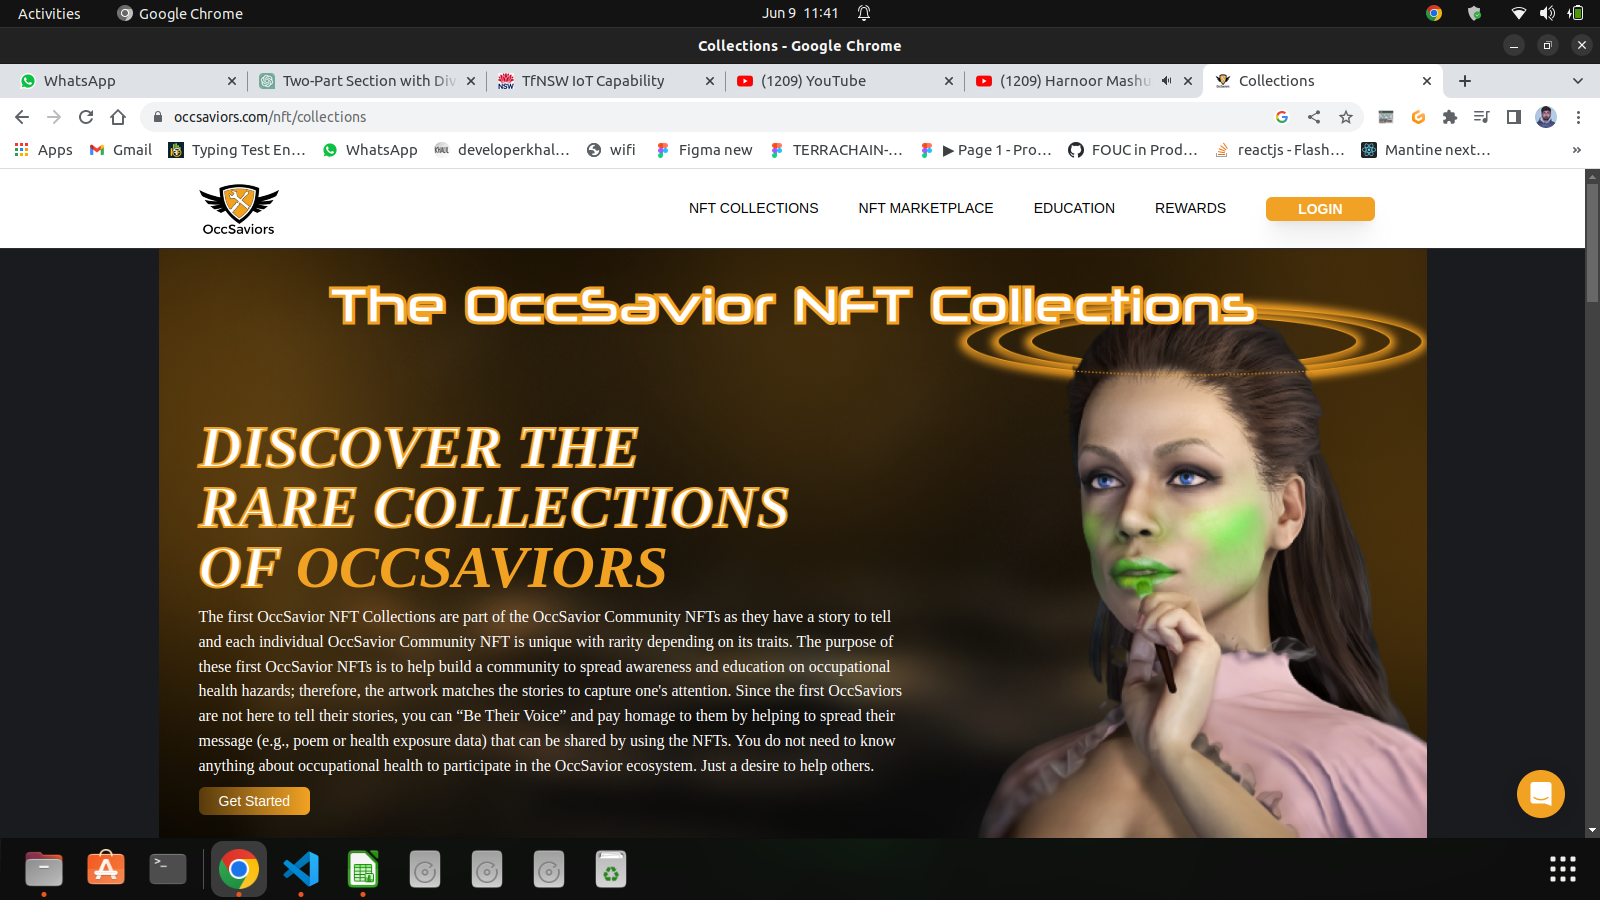 Activities
Google Chrome
Jun 9 11:41
Collections - Google Chrome
WhatsApp
Two-Part Section with Div
TfNSW IoT Capability
(1209) YouTube
(1209) Harnoor Mashu
Collections
occsaviors.com/nft/collections
Apps
Gmail
Typing Test En…
WhatsApp
developerkhal…
wifi
Figma new
TERRACHAIN-…
▶ Page 1 - Pro…
FOUC in Prod…
reactjs - Flash…
Mantine next…
»
OccSaviors
NFT COLLECTIONS
NFT MARKETPLACE
EDUCATION
REWARDS
LOGIN
The OccSavior NFT Collections
DISCOVER THE
RARE COLLECTIONS
OF OCCSAVIORS
The first OccSavior NFT Collections are part of the OccSavior Community NFTs as they have a story to tell
and each individual OccSavior Community NFT is unique with rarity depending on its traits. The purpose of
these first OccSavior NFTs is to help build a community to spread awareness and education on occupational
health hazards; therefore, the artwork matches the stories to capture one's attention. Since the first OccSaviors
are not here to tell their stories, you can “Be Their Voice” and pay homage to them by helping to spread their
message (e.g., poem or health exposure data) that can be shared by using the NFTs. You do not need to know
anything about occupational health to participate in the OccSavior ecosystem. Just a desire to help others.
Get Started